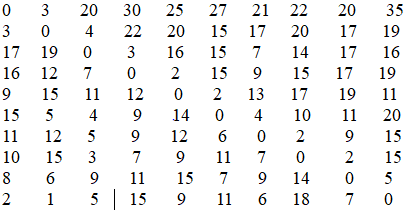 0 3 20 30 25 27 21 22 20 35
3 0 4 22 20 15 17 20 17 19
17 19 0 3 16 15 7 14 17 16
16 12 7 0 2 15 9 15 17 19
9 15 11 12 0 2 13 17 19 11
15 5 4 9 14 0 4 10 11 20
11 12 5 9 12 6 0 2 9 15
10 15 3 7 9 11 7 0 2 15
8 6 9 11 15 7 9 14 0 5
2 1 5 15 9 11 6 18 7 0